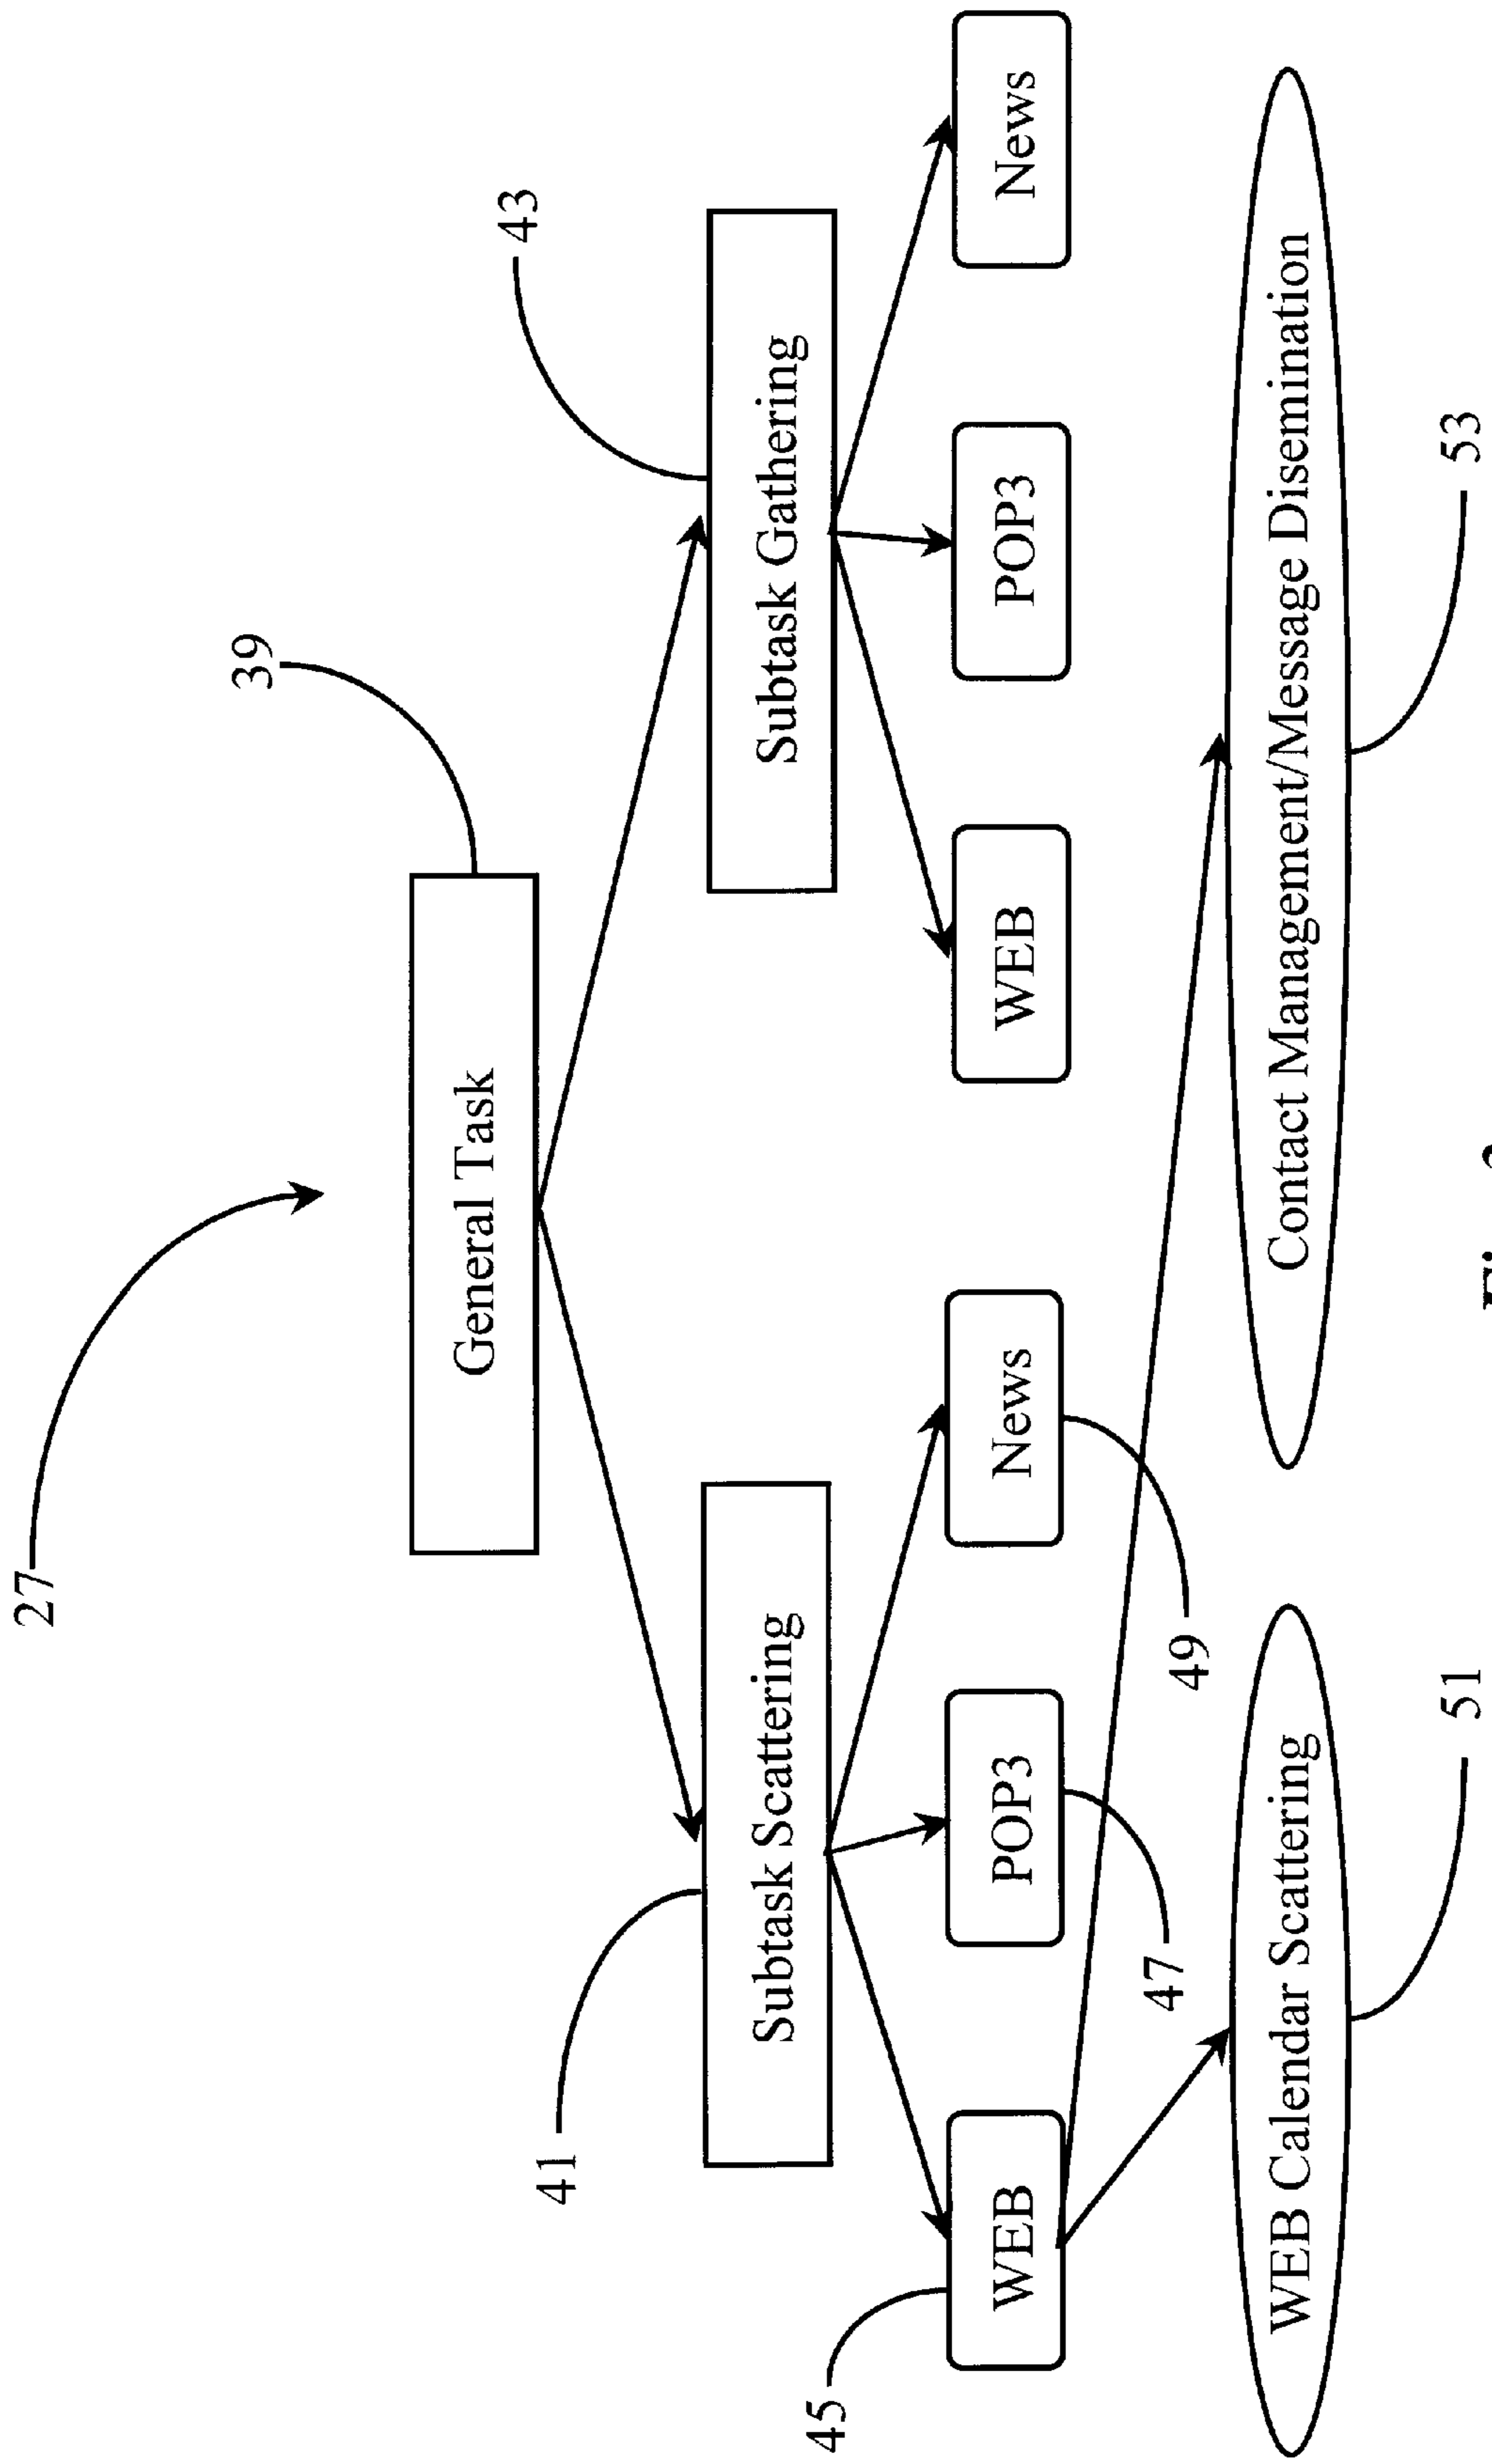 27
39
General Task
41
43
Subtask Scattering
Subtask Gathering
45
WEB
POP3
News
WEB
POP3
News
47
49
WEB Calendar Scattering
Contact Management/Message Dissemination
51
53